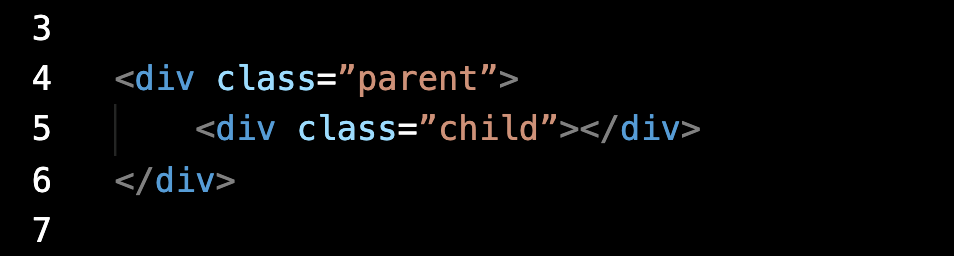 3
4 <div class=”parent”>
5 <div class=”child”></div>
6 </div>
7